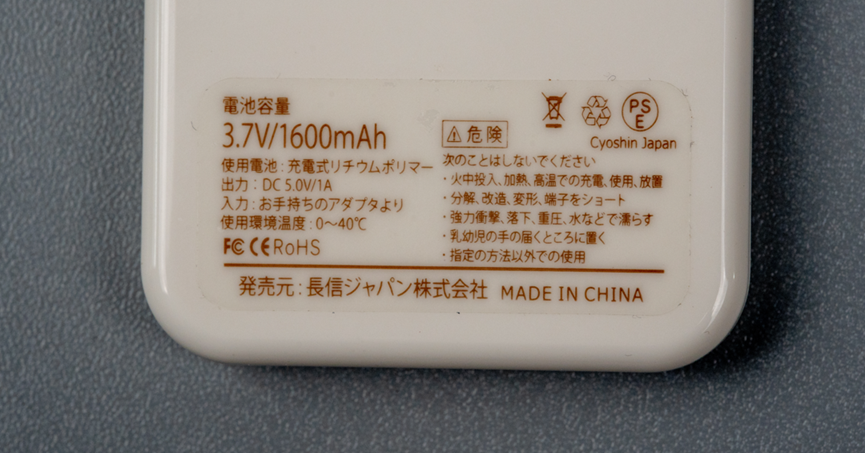 電池容量
3.7V/1600mAh
使用電池：充電式リチウムポリマー
出力：DC 5.0V/1A
入力：お手持ちのアダプタより
使用環境温度：0～40℃
FC CE RoHS
PS
E
Cyoshin Japan
⚠危険
次のことはしないでください
・火中投入、加熱、高温での充電、使用、放置
・分解、改造、変形、端子をショート
・強力衝撃、落下、重圧、水などで濡らす
・乳幼児の手の届くところに置く
・指定の方法以外での使用
発売元：長信ジャパン株式会社 MADE IN CHINA